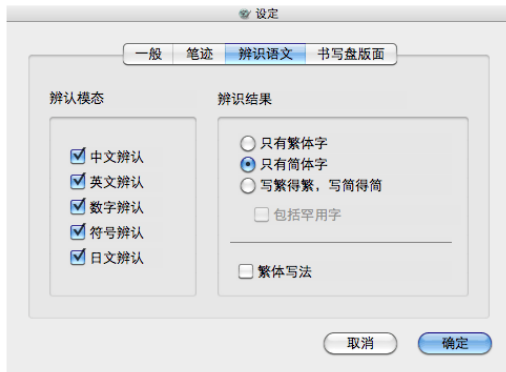 设定
一般 笔迹 辨识语文 书写盘版面
辨认模态
中文辨认
英文辨认
数字辨认
符号辨认
日文辨认
辨识结果
只有繁体字
只有简体字
写繁得繁，写简得简
包括罕用字
繁体写法
取消 确定